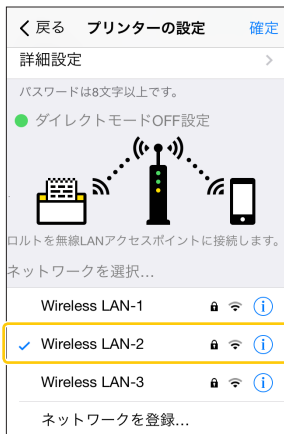 戻る プリンターの設定 確定
詳細設定
パスワードは8文字以上です。
ダイレクトモードOFF設定
ロルトを無線LANアクセスポイントに接続します。
ネットワークを選択...
Wireless LAN-1
Wireless LAN-2
Wireless LAN-3
ネットワークを登録...